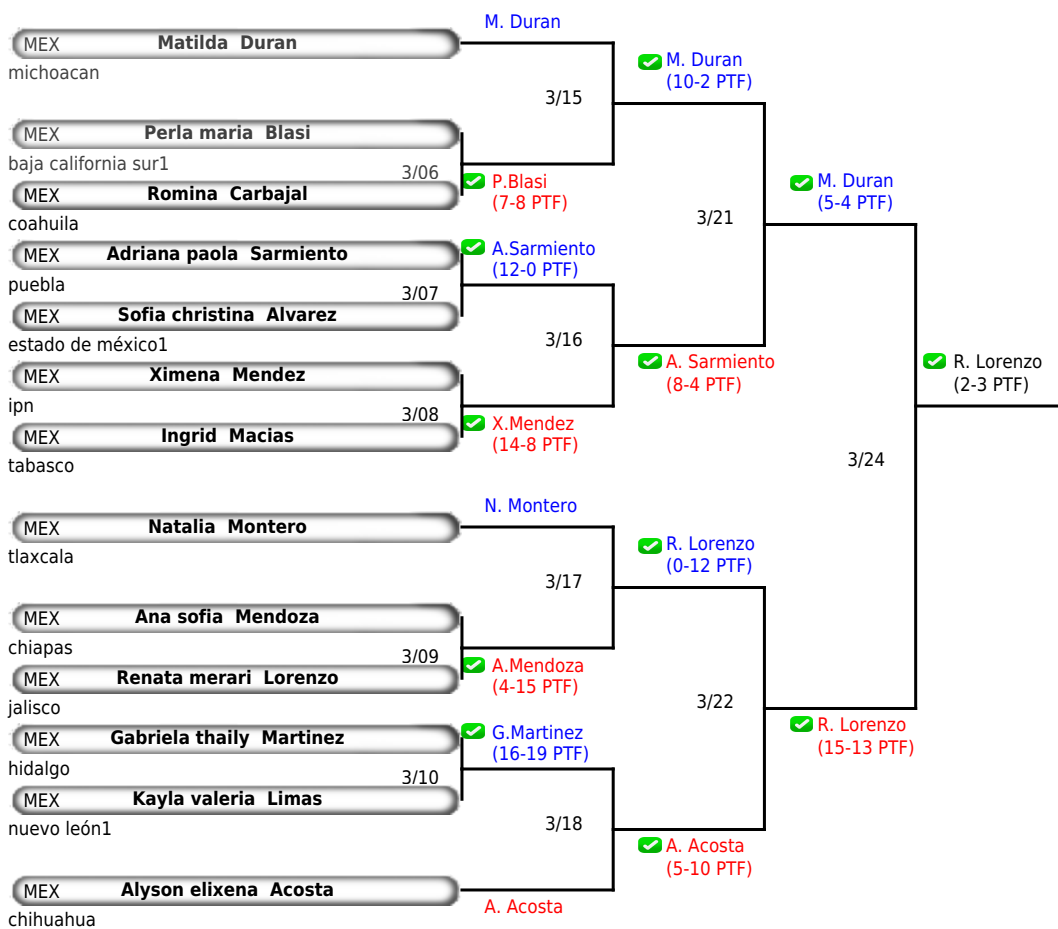 M. Duran
MEX Matilda Duran
michoacan
M. Duran
(10-2 PTF)
3/15
MEX Perla maria Blasi
baja california sur1
3/06
P.Blasi
(7-8 PTF)
MEX Romina Carbajal
coahuila
M. Duran
(5-4 PTF)
3/21
MEX Adriana paola Sarmiento
puebla
A.Sarmiento
(12-0 PTF)
3/07
MEX Sofia christina Alvarez
estado de méxico1
3/16
A. Sarmiento
(8-4 PTF)
MEX Ximena Mendez
ipn
3/08
X.Mendez
(14-8 PTF)
MEX Ingrid Macias
tabasco
R. Lorenzo
(2-3 PTF)
3/24
N. Montero
MEX Natalia Montero
tlaxcala
R. Lorenzo
(0-12 PTF)
3/17
MEX Ana sofia Mendoza
chiapas
3/09
A.Mendoza
(4-15 PTF)
MEX Renata merari Lorenzo
jalisco
3/22
R. Lorenzo
(15-13 PTF)
MEX Gabriela thaily Martinez
hidalgo
G.Martinez
(16-19 PTF)
3/10
MEX Kayla valeria Limas
nuevo león1
3/18
A. Acosta
(5-10 PTF)
MEX Alyson elixena Acosta
chihuahua
A. Acosta